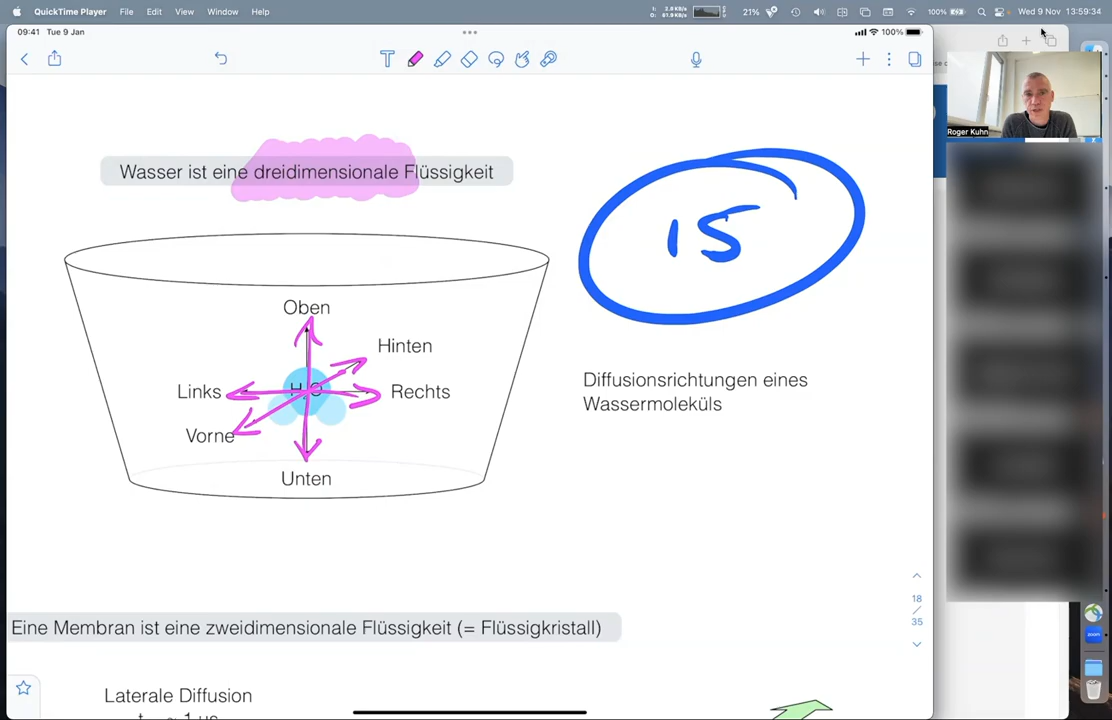 QuickTime Player File Edit View Window Help
21% 100% Wed 9 Nov 13:59:34
09:41 Tue 9 Jan
100%
Roger Kuhn
Wasser ist eine dreidimensionale Flüssigkeit
15
Oben
Hinten
Links
H2O
Rechts
Vorne
Unten
Diffusionsrichtungen eines
Wassermoleküls
18
35
zoom
Eine Membran ist eine zweidimensionale Flüssigkeit (= Flüssigkristall)
Laterale Diffusion